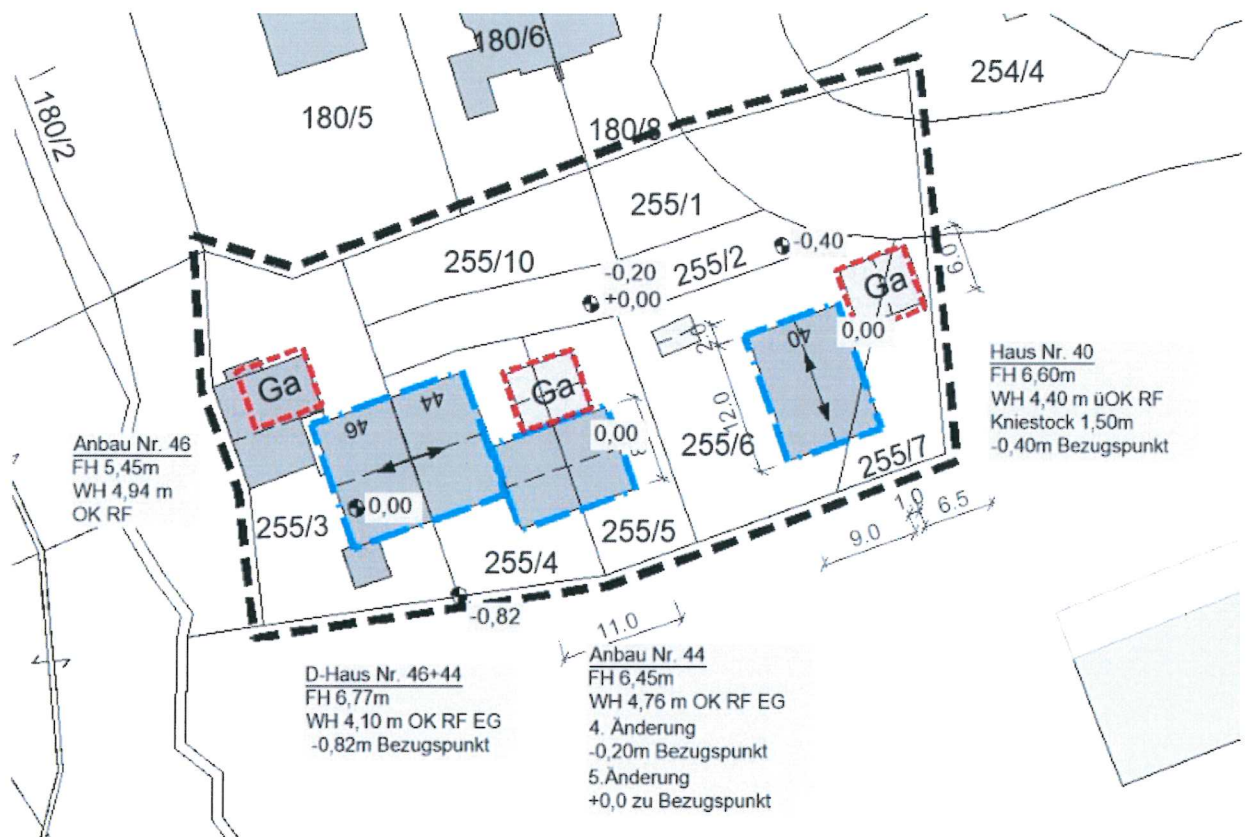 180/6
254/4
180/2
180/5
180/8
255/1
255/10
255/2
-0,40
-0,20
+0,00
6.0
Ga
0,00
40
2.0
Haus Nr. 40
FH 6,60m
WH 4,40 m üOK RF
Kniestock 1,50m
-0,40m Bezugspunkt
Ga
Ga
44
46
12.0
0,00
3
255/6
255/7
Anbau Nr. 46
FH 5,45m
WH 4,94 m
OK RF
0,00
255/3
255/4
255/5
1.0
6.5
9.0
-0,82
11.0
D-Haus Nr. 46+44
FH 6,77m
WH 4,10 m OK RF EG
-0,82m Bezugspunkt
Anbau Nr. 44
FH 6,45m
WH 4,76 m OK RF EG
4. Änderung
-0,20m Bezugspunkt
5.Änderung
+0,0 zu Bezugspunkt